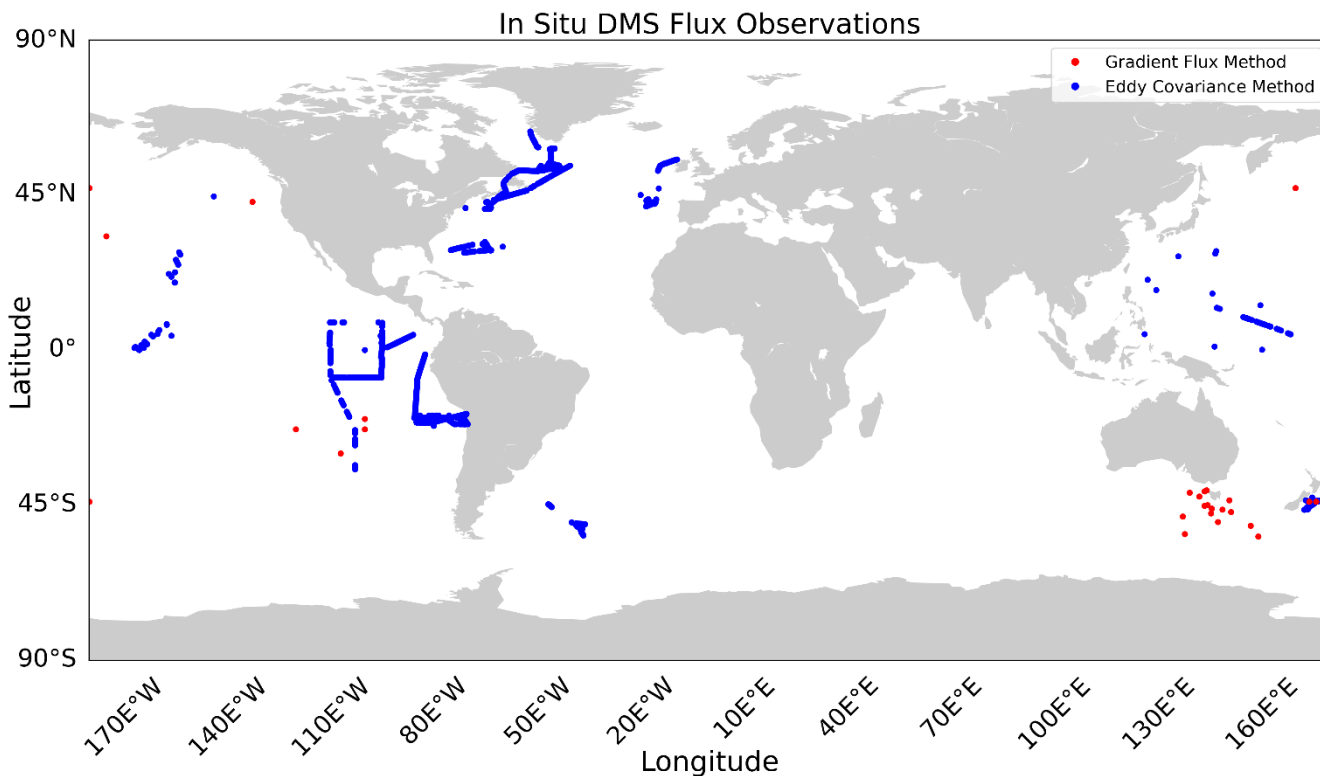 In Situ DMS Flux Observations
90°N
Gradient Flux Method
Eddy Covariance Method
45°N
0°
45°S
90°S
Latitude
170E°W
140E°W
110E°W
80E°W
50E°W
20E°W
10E°E
40E°E
70E°E
100E°E
130E°E
160E°E
Longitude